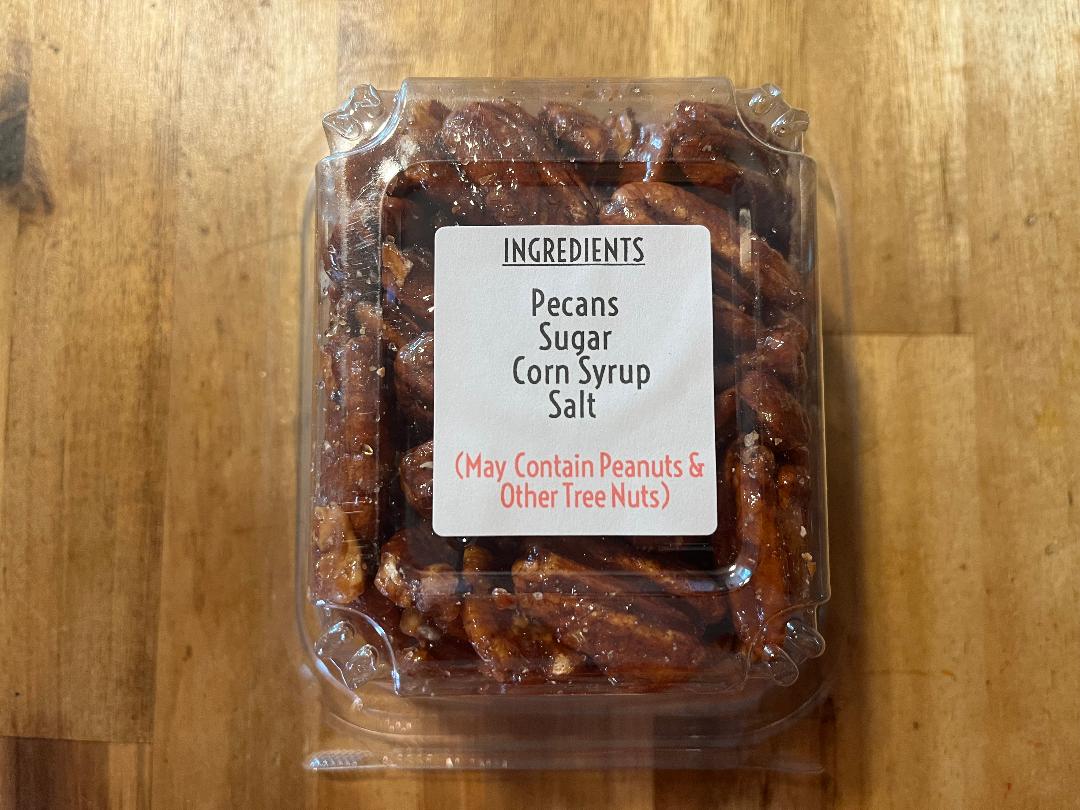 INGREDIENTS
Pecans
Sugar
Corn Syrup
Salt
(May Contain Peanuts &
Other Tree Nuts)